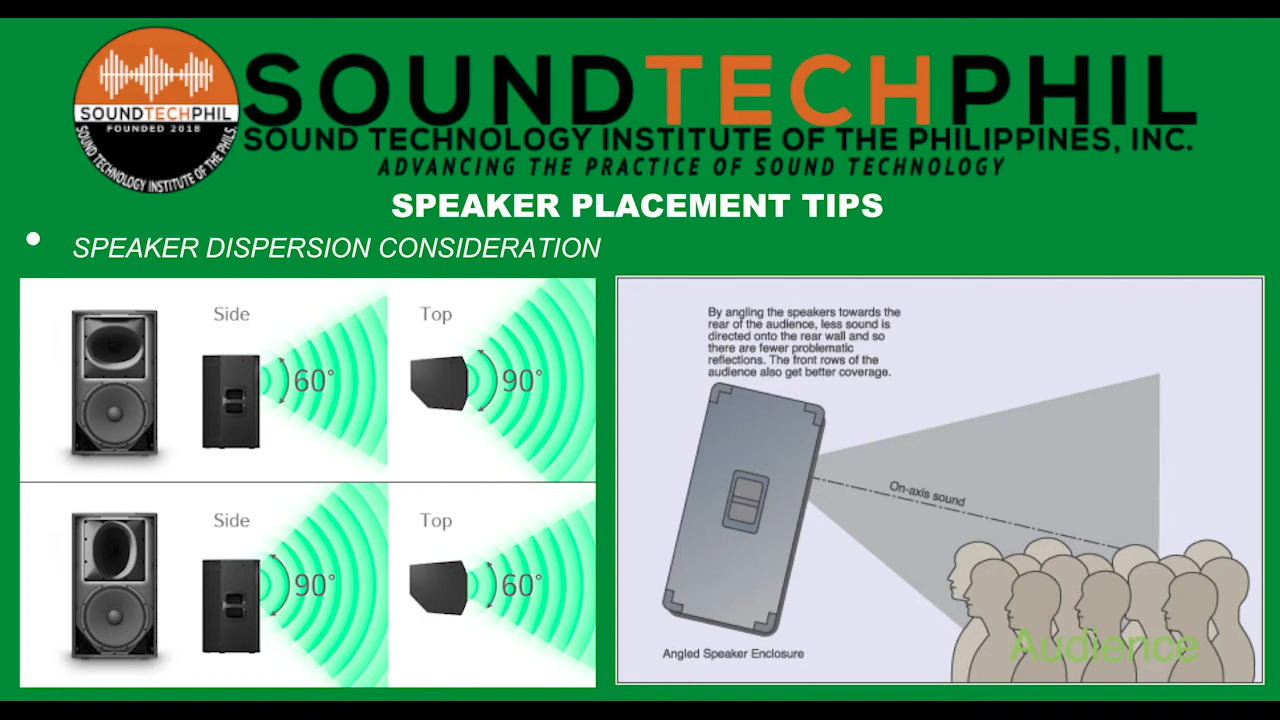 SOUNDTECHPHIL
FOUNDED 2018
SOUND TECHNOLOGY INSTITUTE OF THE PHILS.
SOUNDTECHPHIL
SOUND TECHNOLOGY INSTITUTE OF THE PHILIPPINES, INC.
ADVANCING THE PRACTICE OF SOUND TECHNOLOGY
SPEAKER PLACEMENT TIPS
• SPEAKER DISPERSION CONSIDERATION
Side
60°
Top
90°
Side
90°
Top
60°
By angling the speakers towards the
rear of the audience, less sound is
directed onto the rear wall and so
there are fewer problematic
reflections. The front rows of the
audience also get better coverage.
On-axis sound
Audience
Angled Speaker Enclosure